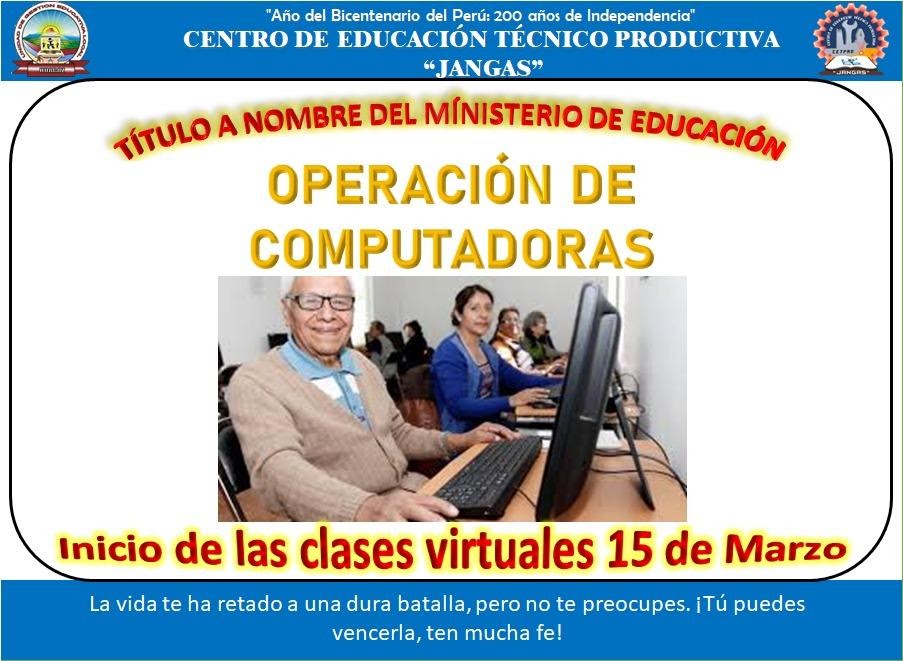 "Año del Bicentenario del Perú: 200 años de Independencia"
CENTRO DE EDUCACIÓN TÉCNICO PRODUCTIVA
“JANGAS”
CETPRO
"JANGAS"
TÍTULO A NOMBRE DEL MÍNISTERIO DE EDUCACIÓN
OPERACIÓN DE
COMPUTADORAS
Inicio de las clases virtuales 15 de Marzo
La vida te ha retado a una dura batalla, pero no te preocupes. ¡Tú puedes
vencerla, ten mucha fe!